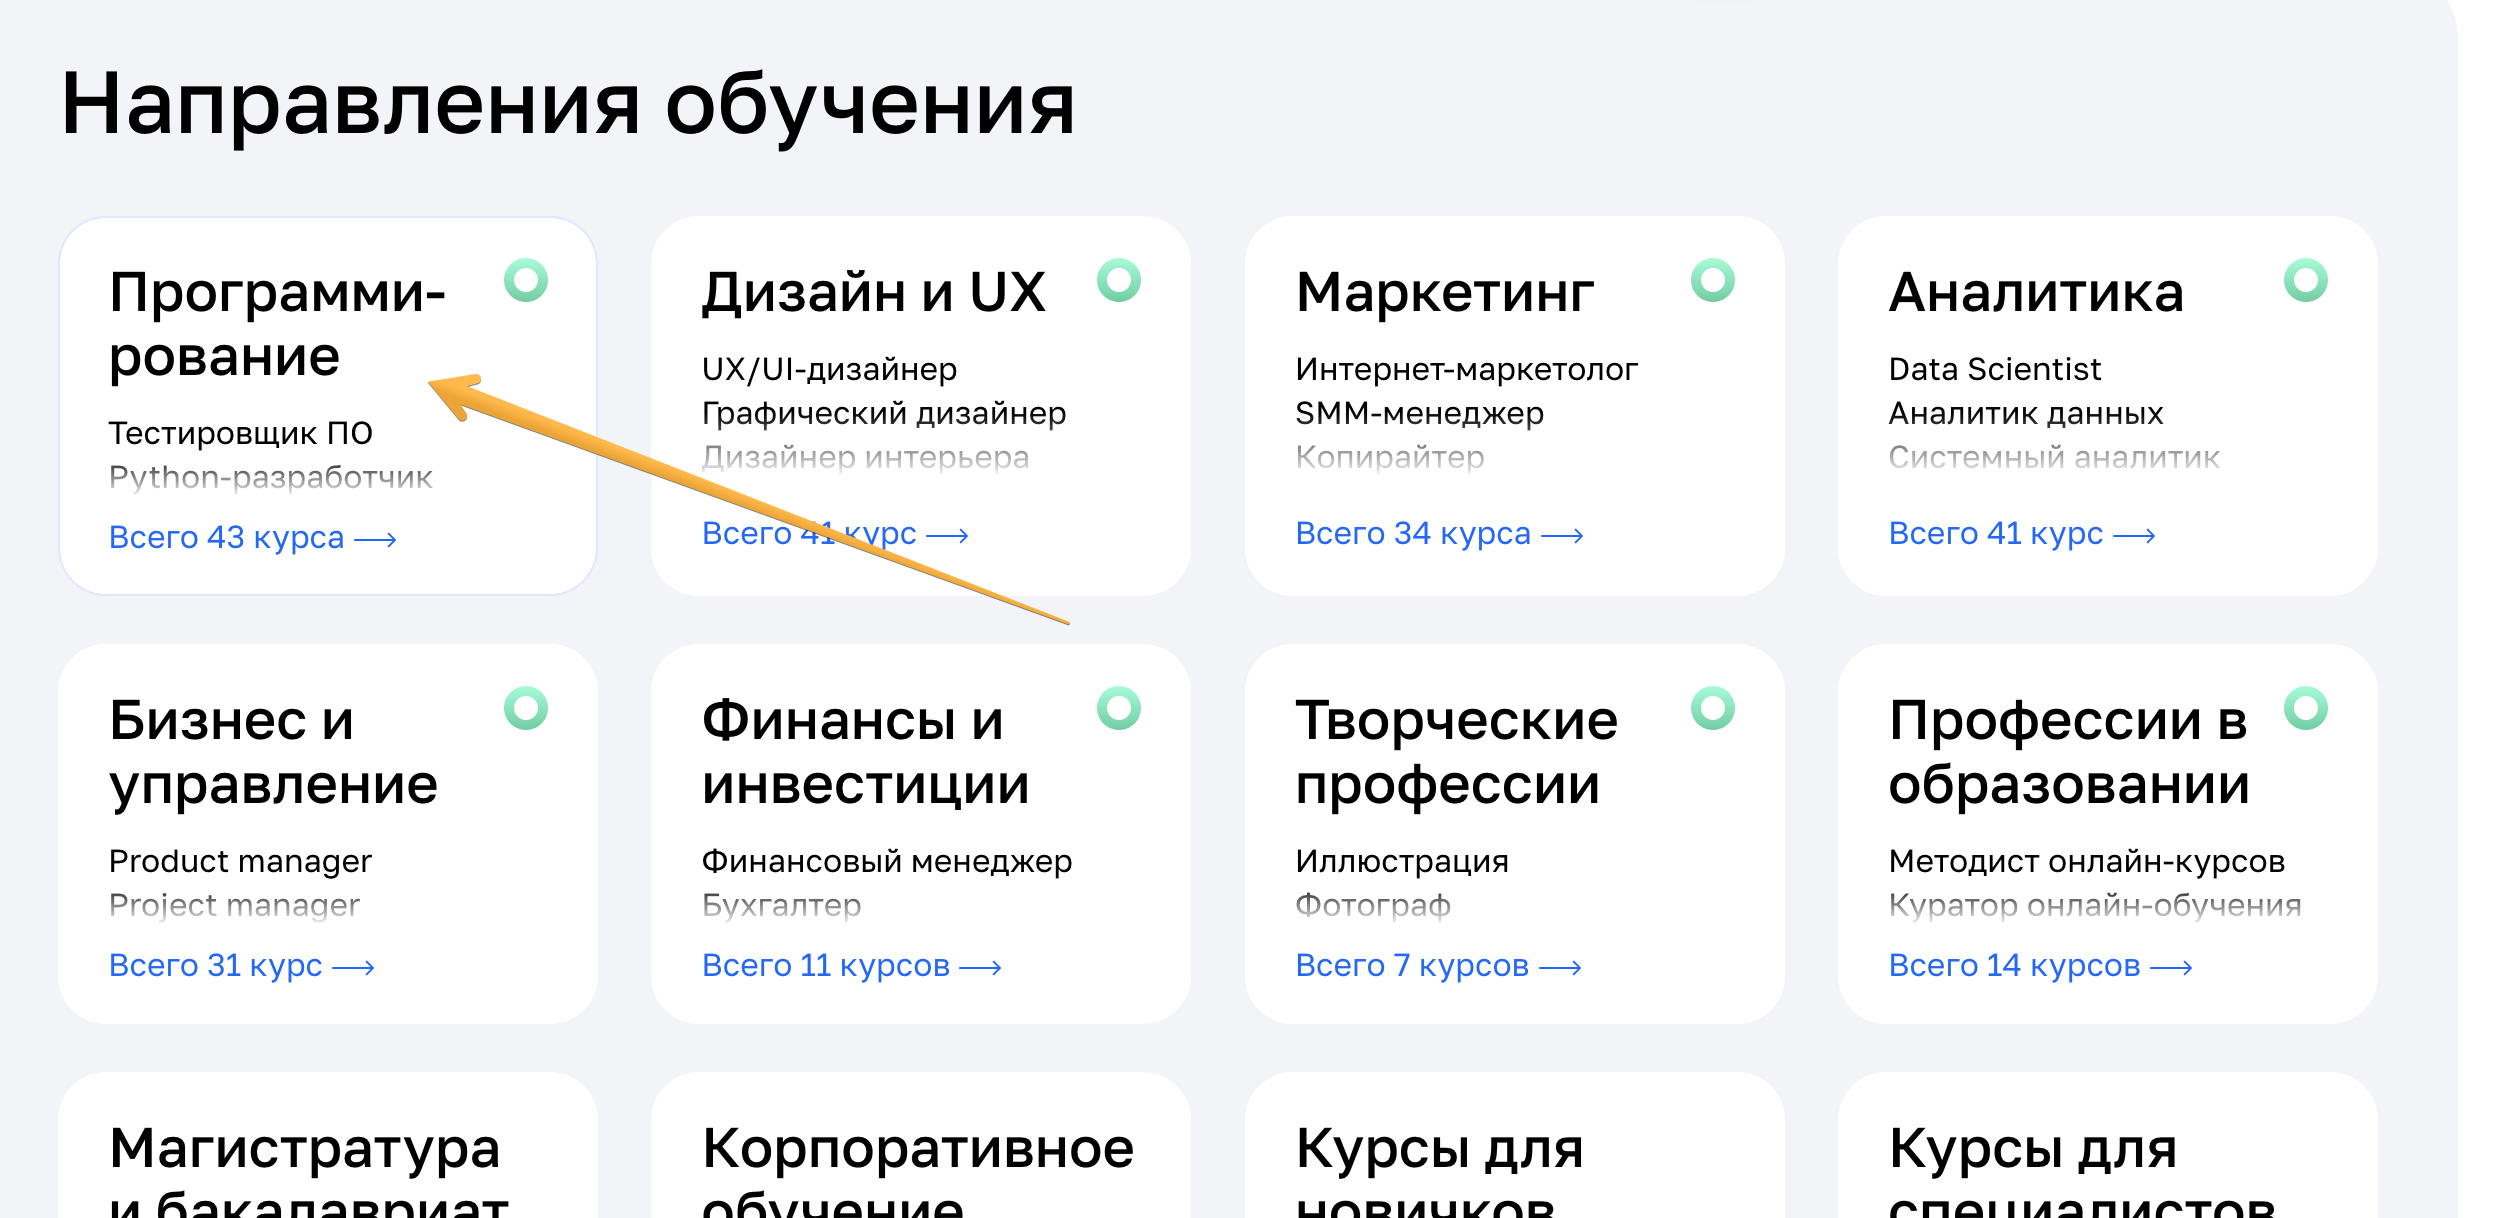 Направления обучения
Программи-
рование
Тестировщик ПО
Python-разработчик
Всего 43 курса →
Дизайн и UX
UX/UI-дизайнер
Графический дизайнер
Дизайнер интерьера
Всего 41 курс →
Маркетинг
Интернет-маркетолог
SMM-менеджер
Копирайтер
Всего 34 курса →
Аналитика
Data Scientist
Аналитик данных
Системный аналитик
Всего 41 курс →
Бизнес и
управление
Product manager
Project manager
Всего 31 курс →
Финансы и
инвестиции
Финансовый менеджер
Бухгалтер
Всего 11 курсов →
Творческие
профессии
Иллюстрация
Фотограф
Всего 7 курсов →
Профессии в
образовании
Методист онлайн-курсов
Куратор онлайн-обучения
Всего 14 курсов →
Магистратура
и бакалавриат
Корпоративное
обучение
Курсы для
новичков
Курсы для
специалистов